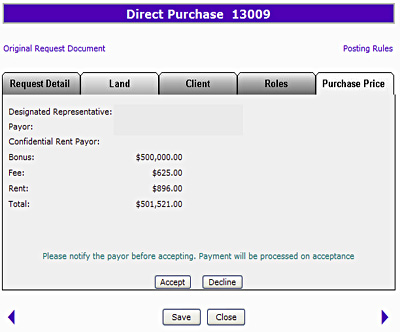 Direct Purchase 13009
Original Request Document Posting Rules
Request Detail Land Client Roles Purchase Price
Designated Representative:
Payor:
Confidential Rent Payor:
Bonus: $500,000.00
Fee: $625.00
Rent: $896.00
Total: $501,521.00
Please notify the payor before accepting. Payment will be processed on acceptance
Accept Decline
Save Close